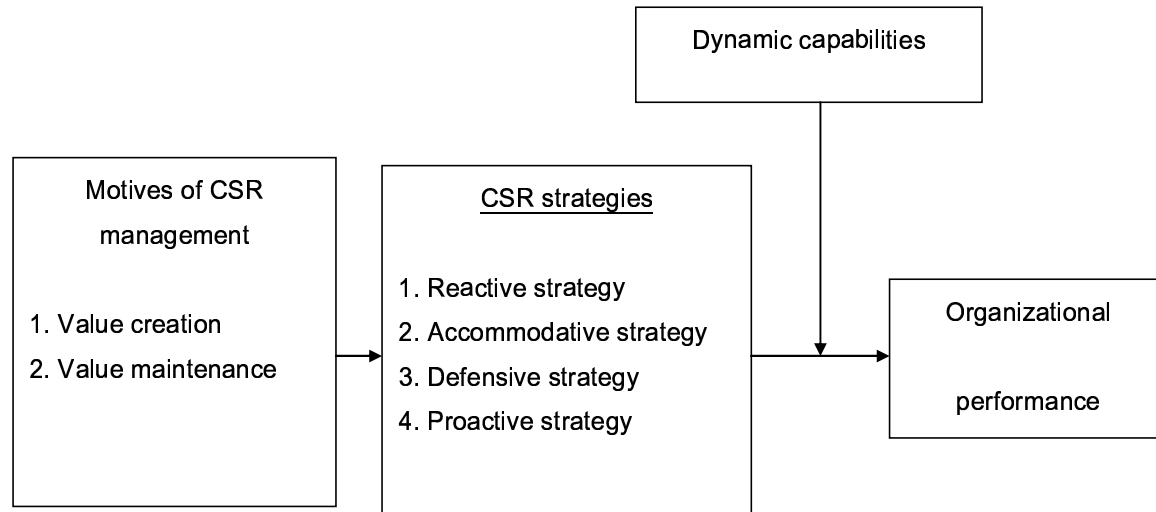 Dynamic capabilities
Motives of CSR
management
1. Value creation
2. Value maintenance
CSR strategies
1. Reactive strategy
2. Accommodative strategy
3. Defensive strategy
4. Proactive strategy
Organizational
performance